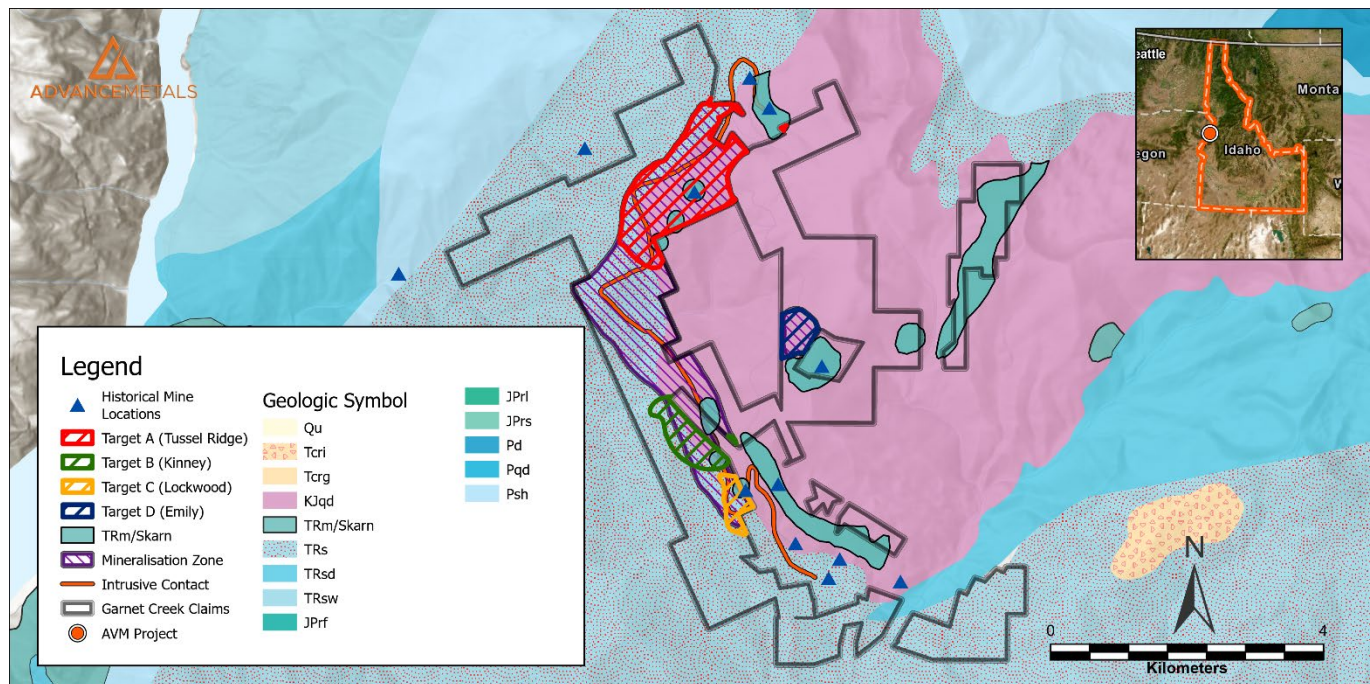 ADVANCEMETALS
eattle
Monta
egon
Idaho
W
Legend
Historical Mine
Locations
Target A (Tussel Ridge)
Target B (Kinney)
Target C (Lockwood)
Target D (Emily)
TRm/Skarn
Mineralisation Zone
Intrusive Contact
Garnet Creek Claims
AVM Project
Geologic Symbol
Qu
Tcri
Tcrg
KJqd
TRm/Skarn
TRs
TRsd
TRsw
JPrf
JPrl
JPrs
Pd
Pqd
Psh
N
0
4
Kilometers